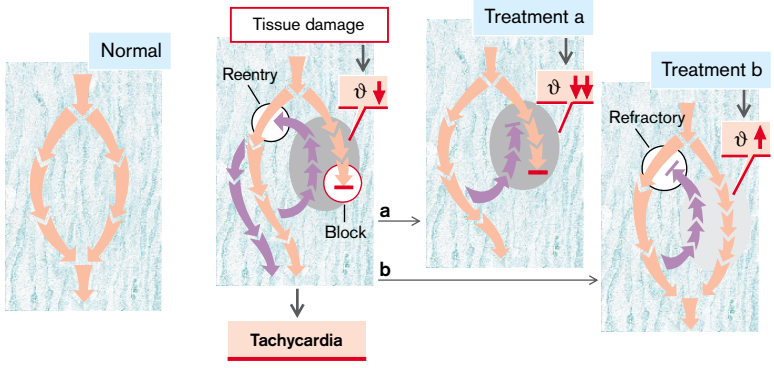 Normal
Tissue damage
Reentry
ϑ
Block
Tachycardia
a
b
Treatment a
ϑ
Treatment b
Refractory
ϑ